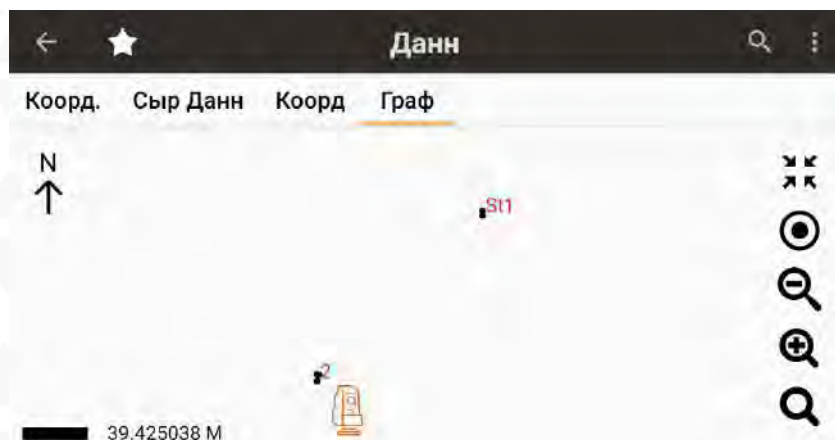 Данн
Коорд. Сыр Данн Коорд Граф
N
St1
2
39.425038 M